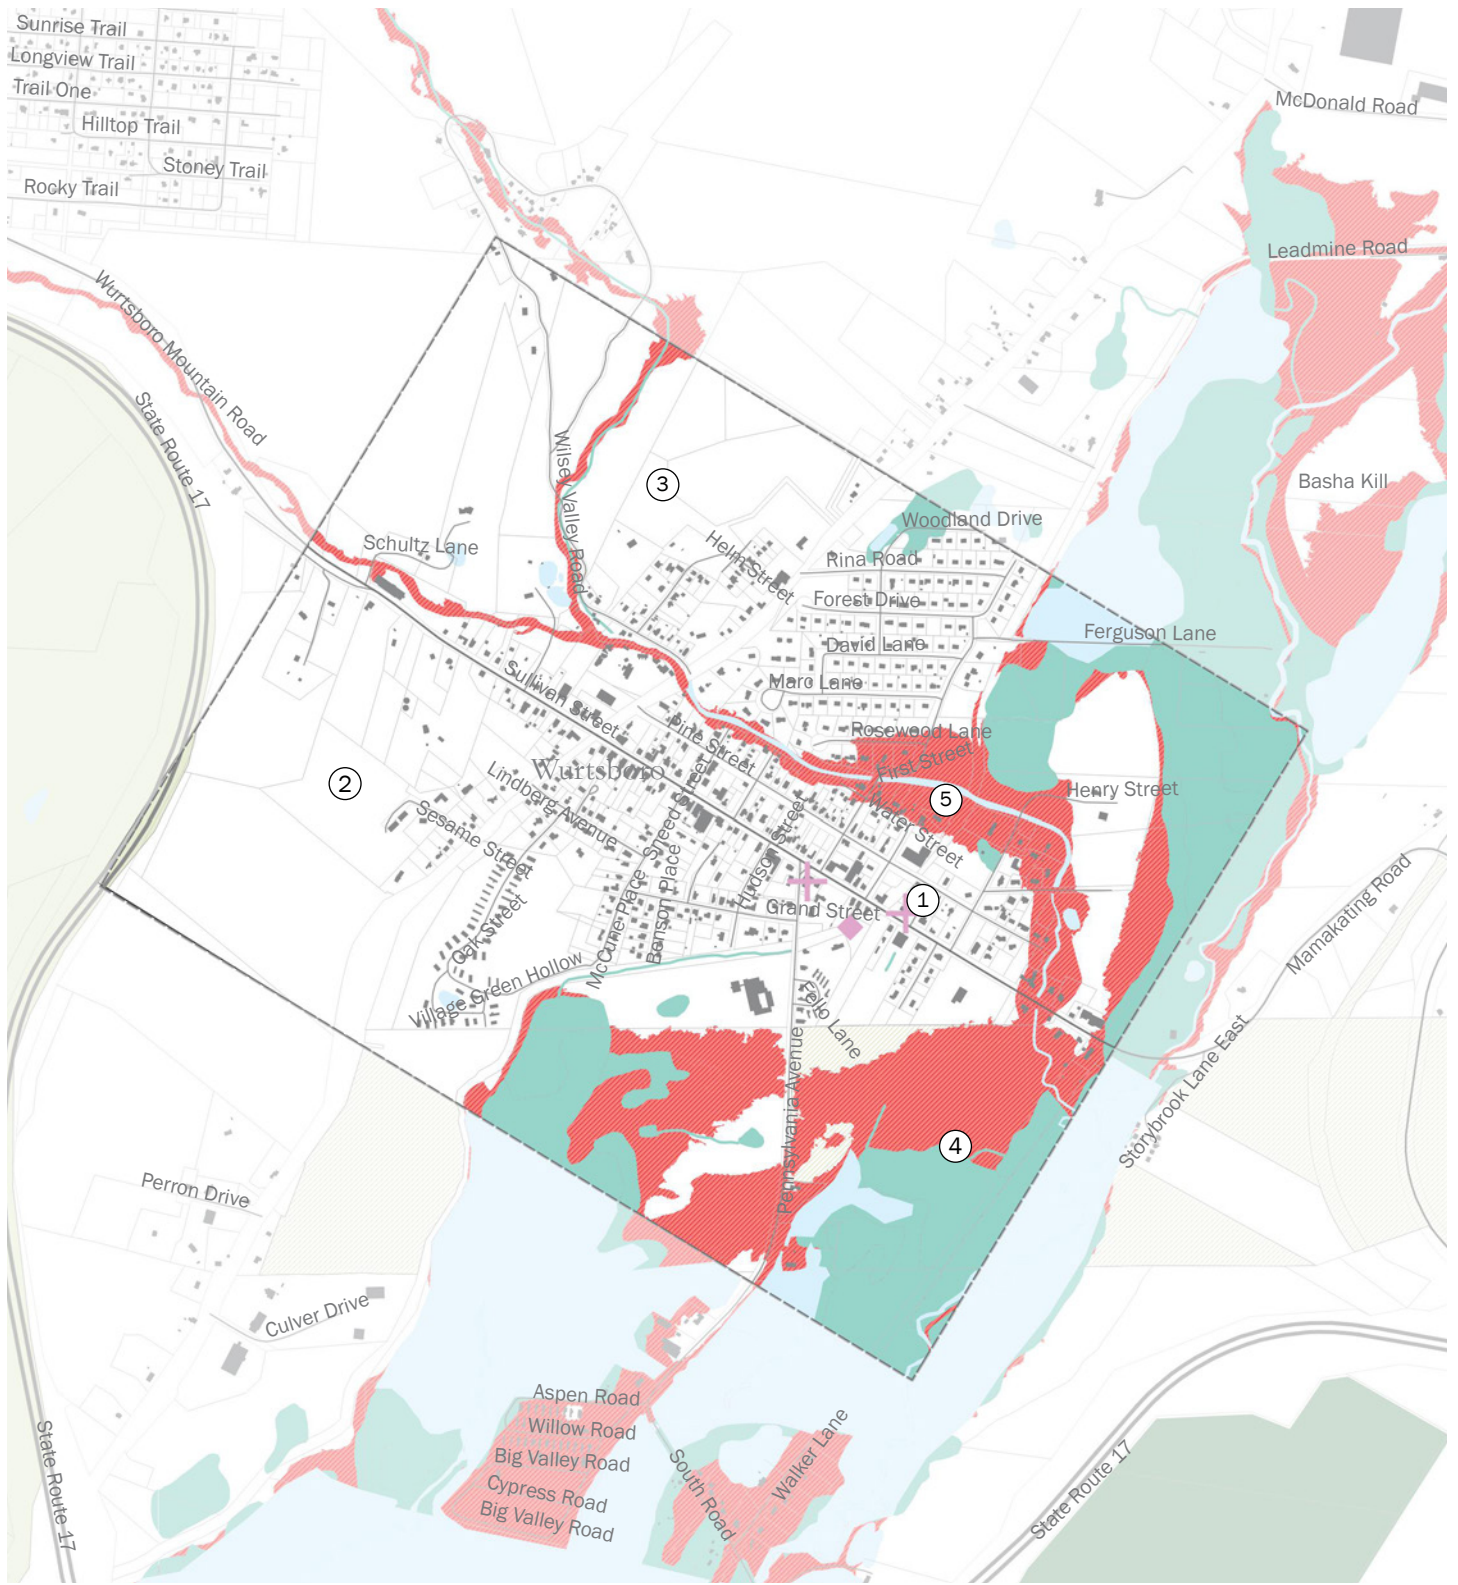 Sunrise Trail
Longview Trail
Trail One
Hilltop Trail
Stoney Trail
Rocky Trail
McDonald Road
Leadmine Road
Wurtsboro Mountain Road
State Route 17
Wilsey Valley Road
3
Basha Kill
Woodland Drive
Schultz Lane
Helm Street
Rina Road
Forest Drive
David Lane
Ferguson Lane
Marc Lane
Sullivan Street
Pine Street
Rosewood Lane
First Street
Wurtsboro
2
Lindberg Avenue
Speed Street
5
Henry Street
Sesame Street
Hudson Street
Water Street
Benson Place
McCune Place
Grand Street
1
Oak Street
Mamakating Road
Village Green Hollow
Lello Lane
Pennsylvania Avenue
Storybrook Lane East
4
Perron Drive
Culver Drive
Aspen Road
Willow Road
Big Valley Road
Cypress Road
Big Valley Road
South Road
Walker Lane
State Route 17
State Route 17